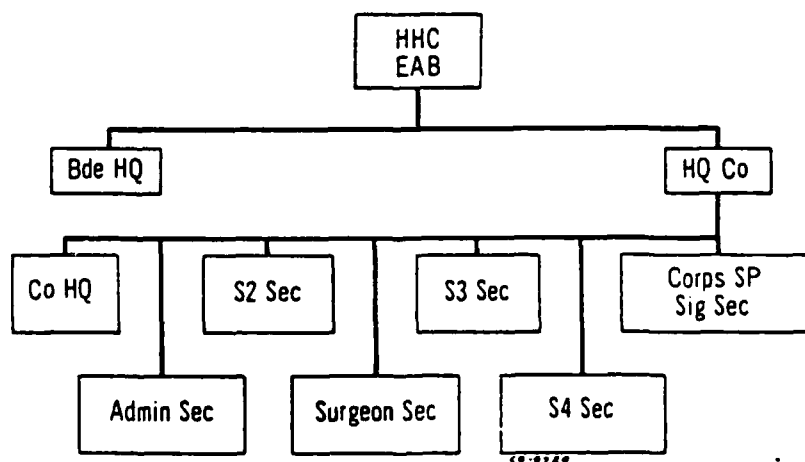 HHC
EAB
Bde HQ
HQ Co
Co HQ
S2 Sec
S3 Sec
Corps SP
Sig Sec
Admin Sec
Surgeon Sec
S4 Sec